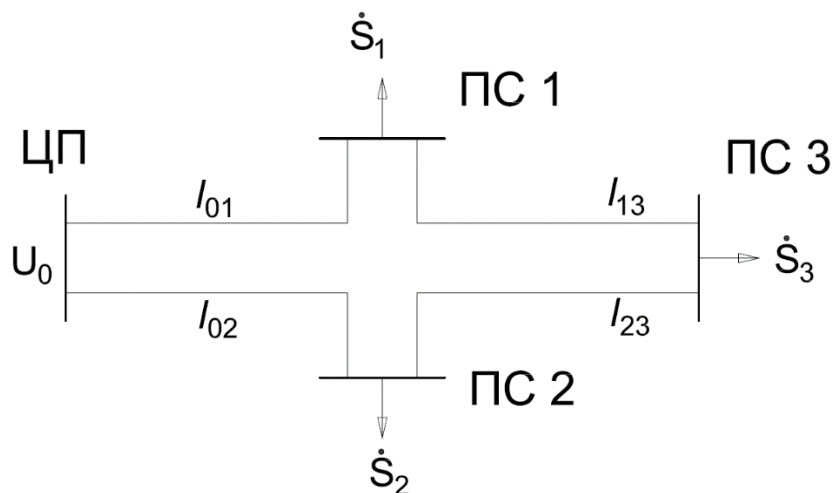 Ṡ₁
ПС 1
ЦП
ПС 3
l₀₁
l₁₃
U₀
Ṡ₃
l₀₂
l₂₃
ПС 2
Ṡ₂